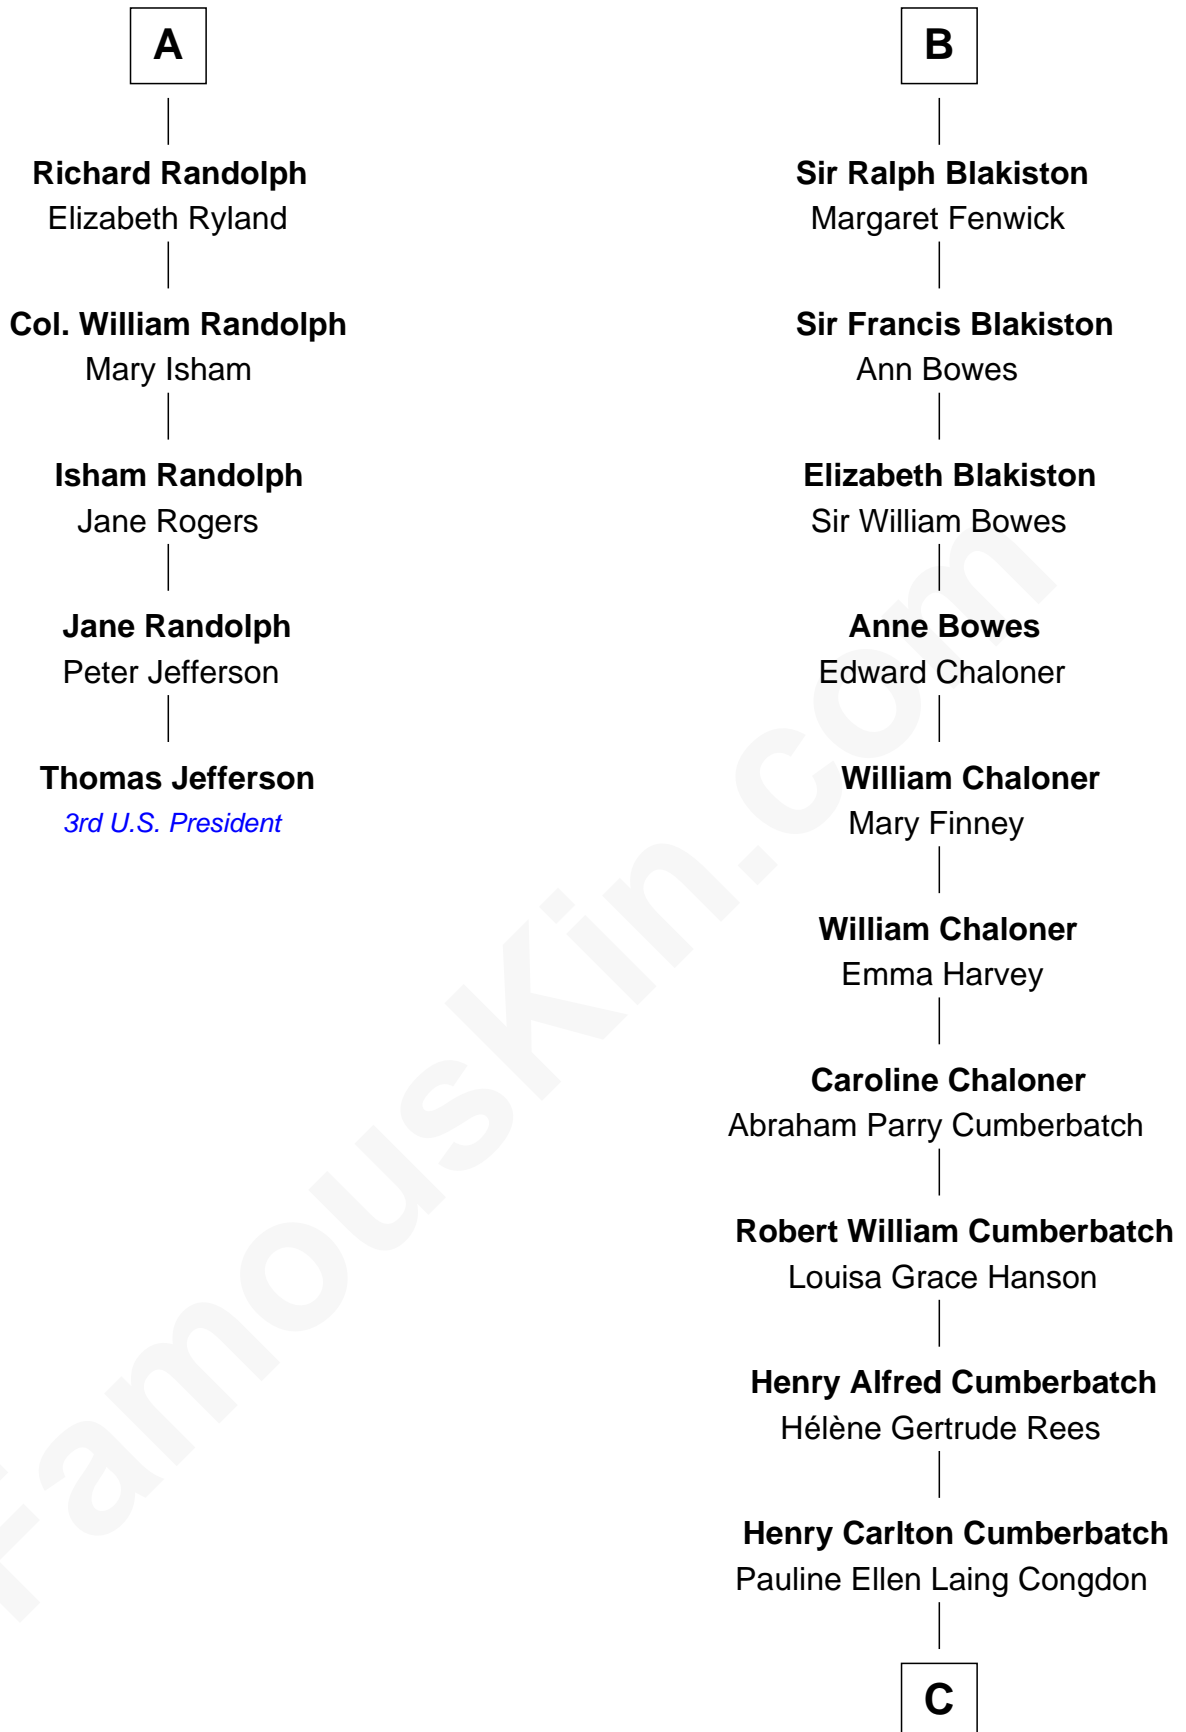 A
Richard Randolph
Elizabeth Ryland
Col. William Randolph
Mary Isham
Isham Randolph
Jane Rogers
Jane Randolph
Peter Jefferson
Thomas Jefferson
3rd U.S. President
B
Sir Ralph Blakiston
Margaret Fenwick
Sir Francis Blakiston
Ann Bowes
Elizabeth Blakiston
Sir William Bowes
Anne Bowes
Edward Chaloner
William Chaloner
Mary Finney
William Chaloner
Emma Harvey
Caroline Chaloner
Abraham Parry Cumberbatch
Robert William Cumberbatch
Louisa Grace Hanson
Henry Alfred Cumberbatch
Hélène Gertrude Rees
Henry Carlton Cumberbatch
Pauline Ellen Laing Congdon
C
FamousKin.com